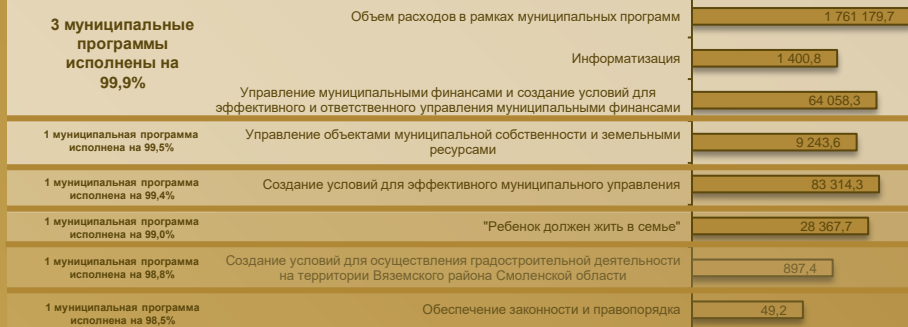 3 муниципальные
программы
исполнены на
99,9%
Объем расходов в рамках муниципальных программ
1 761 179,7
Информатизация
1 400,8
Управление муниципальными финансами и создание условий для
эффективного и ответственного управления муниципальными финансами
64 058,3
1 муниципальная программа
исполнена на 99,5%
Управление объектами муниципальной собственности и земельными
ресурсами
9 243,6
1 муниципальная программа
исполнена на 99,4%
Создание условий для эффективного муниципального управления
83 314,3
1 муниципальная программа
исполнена на 99,0%
"Ребенок должен жить в семье"
28 367,7
1 муниципальная программа
исполнена на 98,8%
Создание условий для осуществления градостроительной деятельности
на территории Вяземского района Смоленской области
897,4
1 муниципальная программа
исполнена на 98,5%
Обеспечение законности и правопорядка
49,2